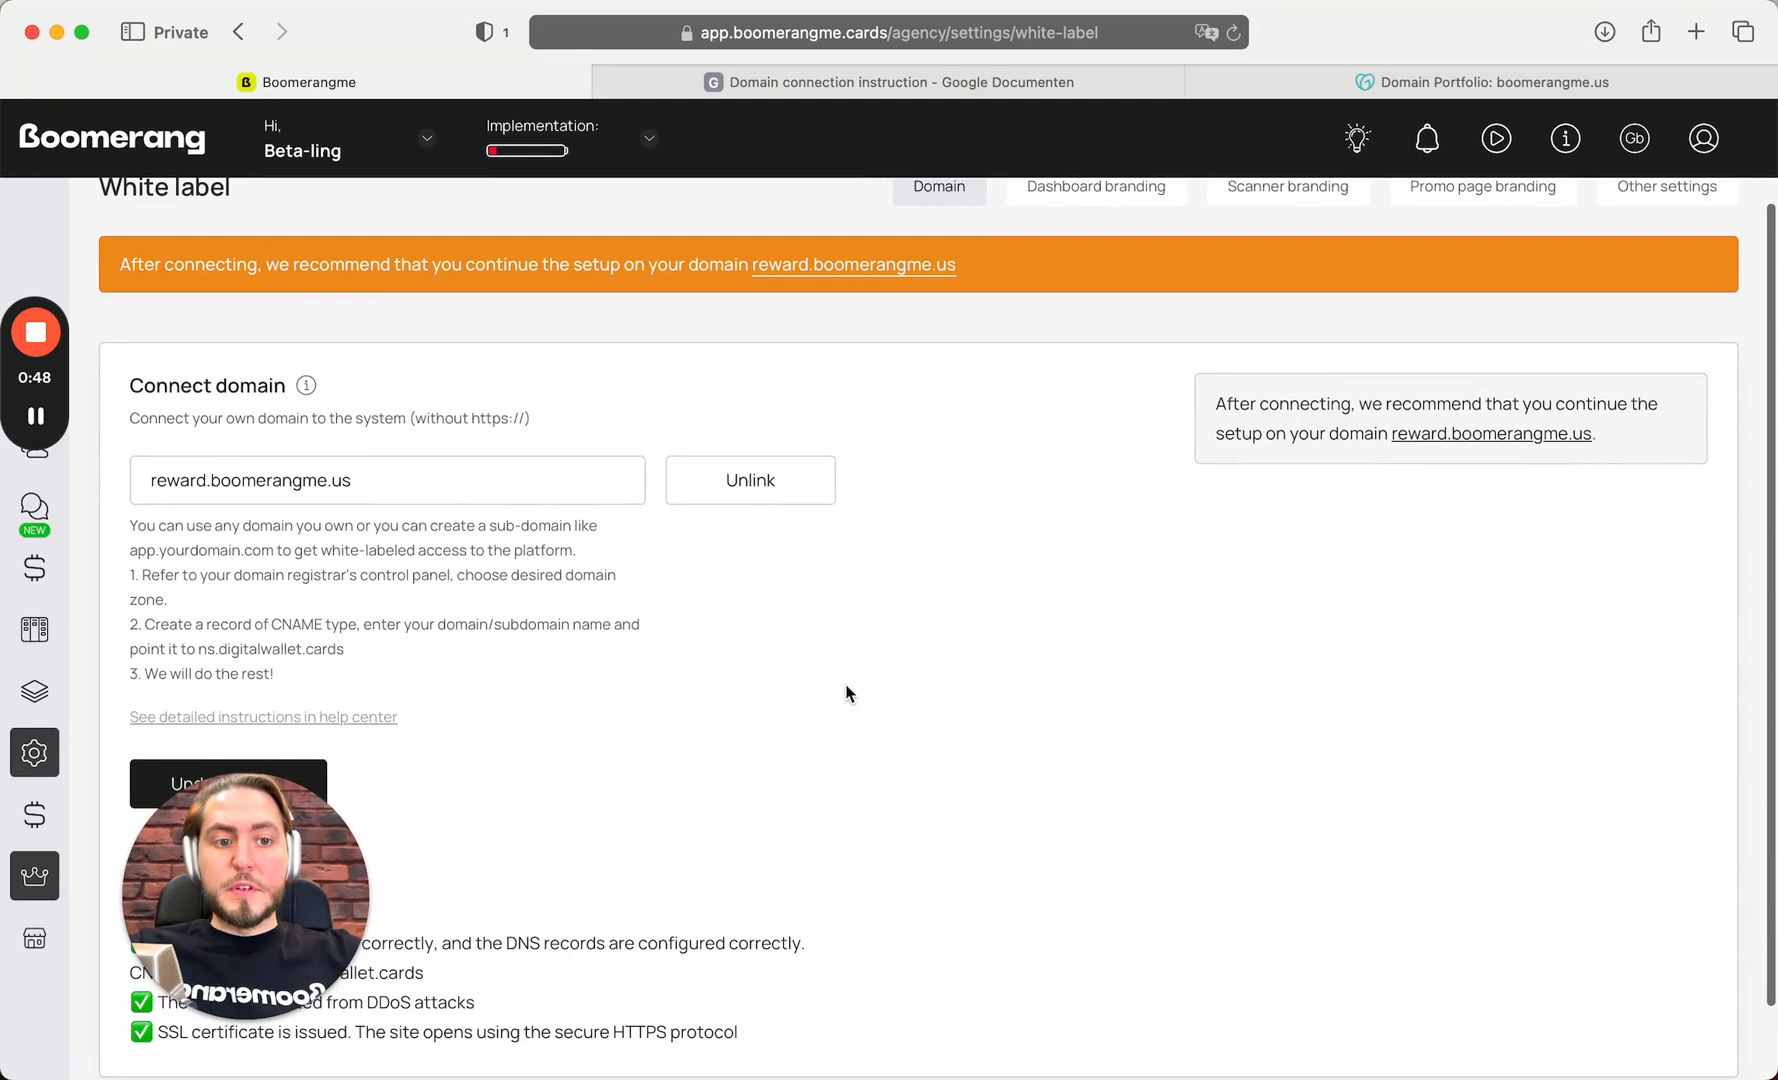 Private
1
app.boomerangme.cards/agency/settings/white-label
Boomerangme
Domain connection instruction - Google Documenten
Domain Portfolio: boomerangme.us
Boomerang
Hi,
Beta-ling
Implementation:
Gb
White label
Domain
Dashboard branding
Scanner branding
Promo page branding
Other settings
After connecting, we recommend that you continue the setup on your domain reward.boomerangme.us
0:48
NEW
Connect domain
Connect your own domain to the system (without https://)
reward.boomerangme.us
Unlink
You can use any domain you own or you can create a sub-domain like
app.yourdomain.com to get white-labeled access to the platform.
1. Refer to your domain registrar's control panel, choose desired domain
zone.
2. Create a record of CNAME type, enter your domain/subdomain name and
point it to ns.digitalwallet.cards
3. We will do the rest!
See detailed instructions in help center
After connecting, we recommend that you continue the
setup on your domain reward.boomerangme.us.
correctly, and the DNS records are configured correctly.
from DDoS attacks
SSL certificate is issued. The site opens using the secure HTTPS protocol